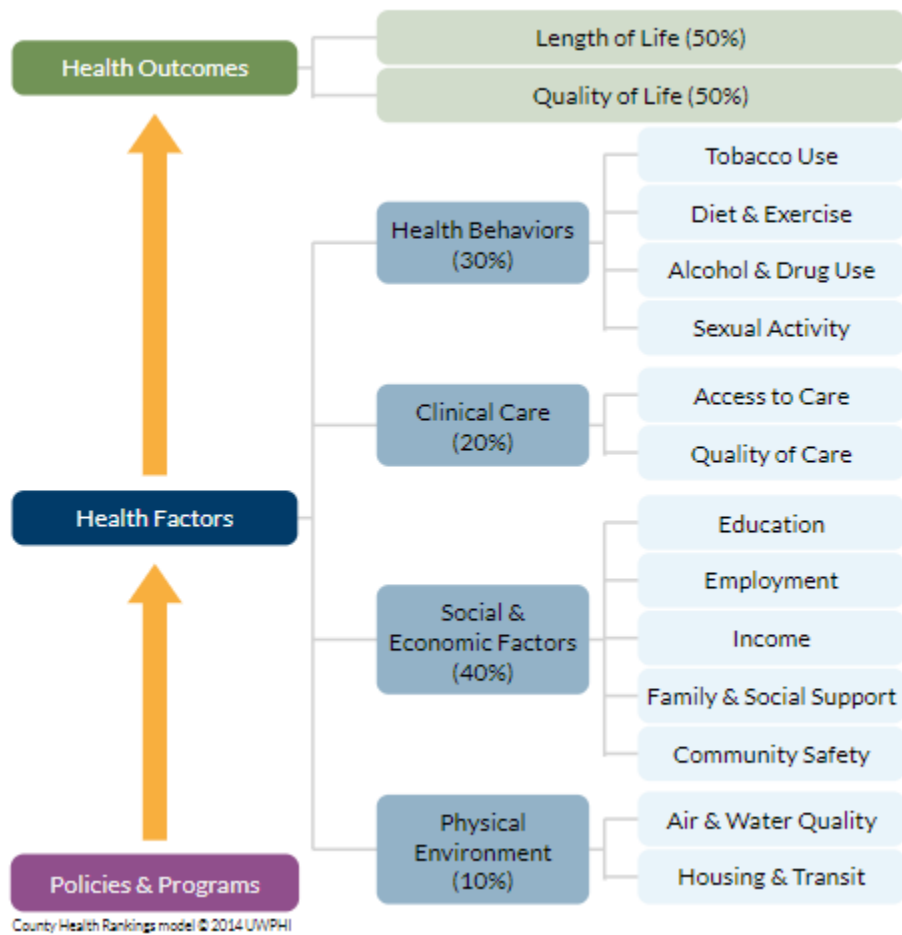 Health Outcomes
Length of Life (50%)
Quality of Life (50%)
Health Factors
Health Behaviors
(30%)
Tobacco Use
Diet & Exercise
Alcohol & Drug Use
Sexual Activity
Clinical Care
(20%)
Access to Care
Quality of Care
Social &
Economic Factors
(40%)
Education
Employment
Income
Family & Social Support
Community Safety
Physical
Environment
(10%)
Air & Water Quality
Housing & Transit
Policies & Programs
County Health Rankings model © 2014 UWPHI